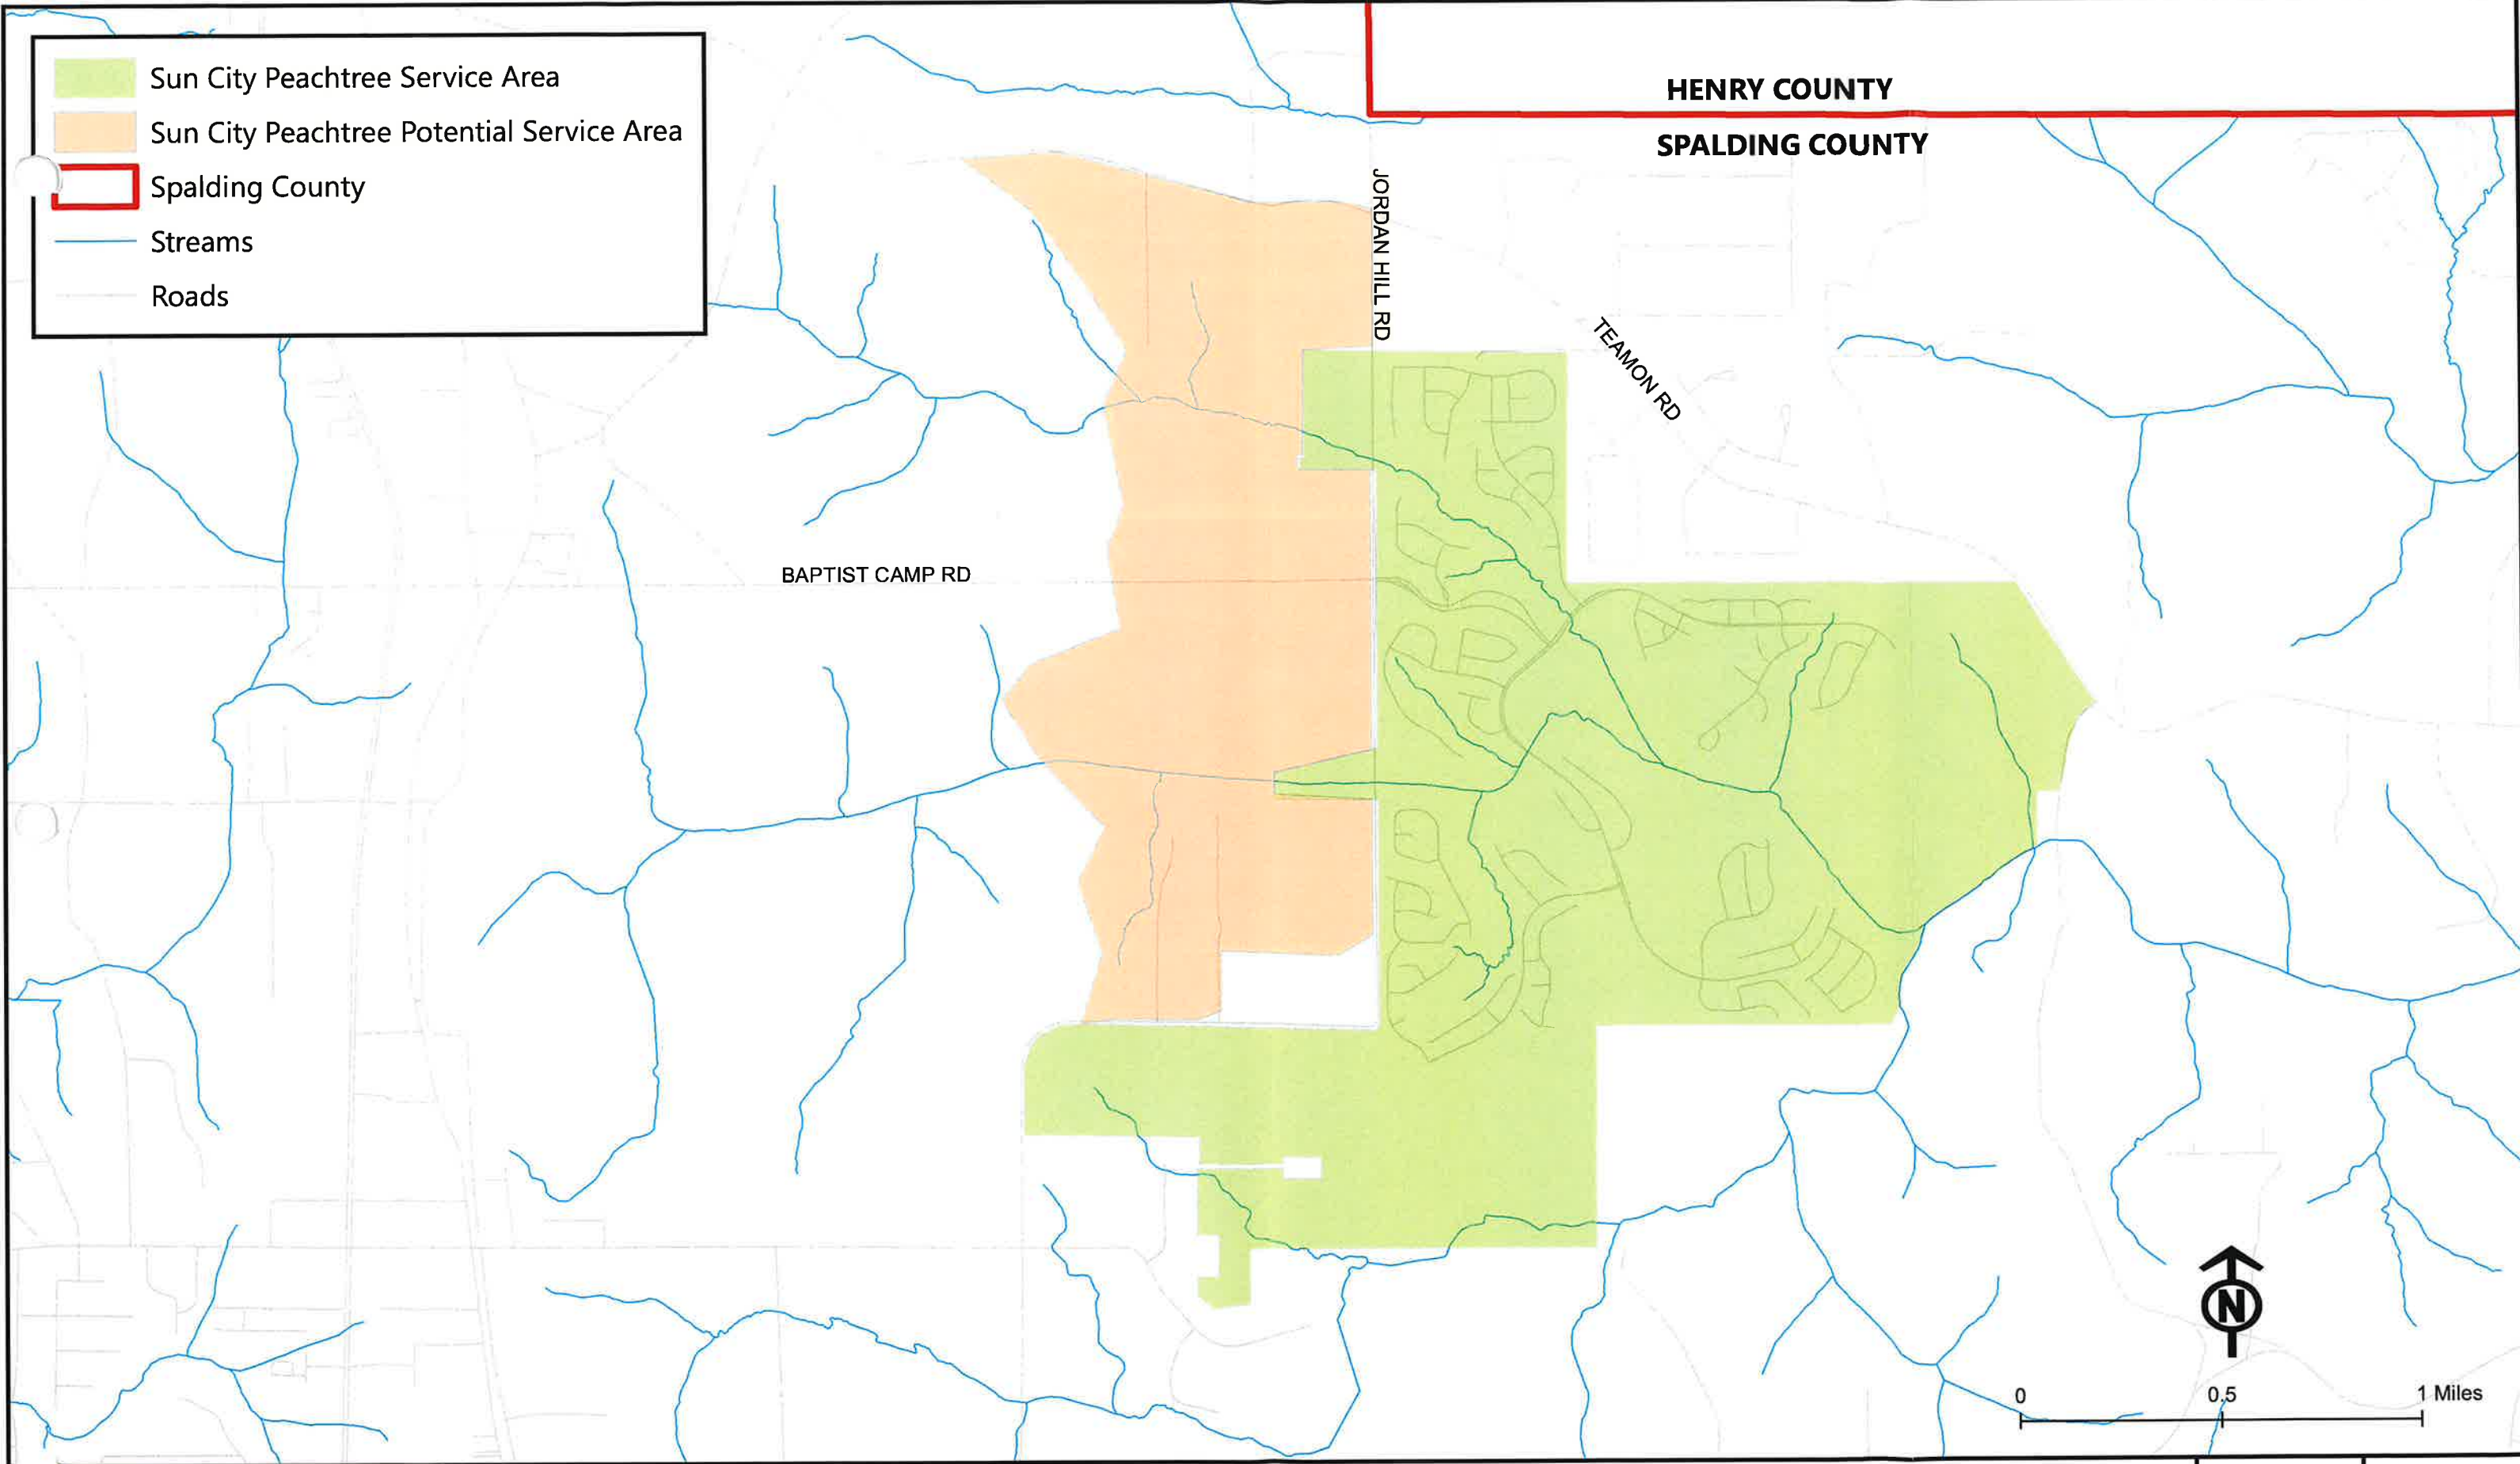 Sun City Peachtree Service Area
Sun City Peachtree Potential Service Area
Spalding County
Streams
Roads
HENRY COUNTY
SPALDING COUNTY
JORDAN HILL RD
TEAMON RD
BAPTIST CAMP RD
N
0 0.5 1 Miles